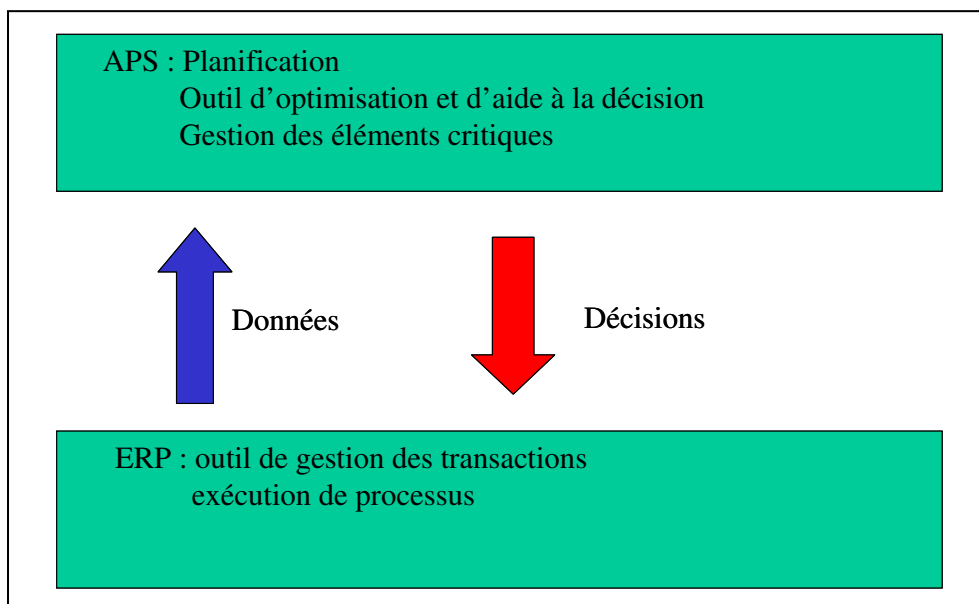 APS : Planification
Outil d’optimisation et d’aide à la décision
Gestion des éléments critiques
Données
Décisions
ERP : outil de gestion des transactions
exécution de processus